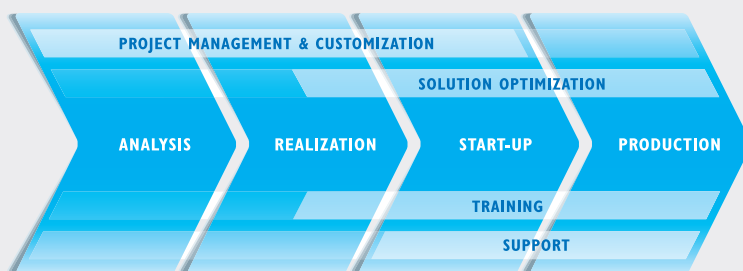 PROJECT MANAGEMENT & CUSTOMIZATION
SOLUTION OPTIMIZATION
ANALYSIS
REALIZATION
START-UP
PRODUCTION
TRAINING
SUPPORT